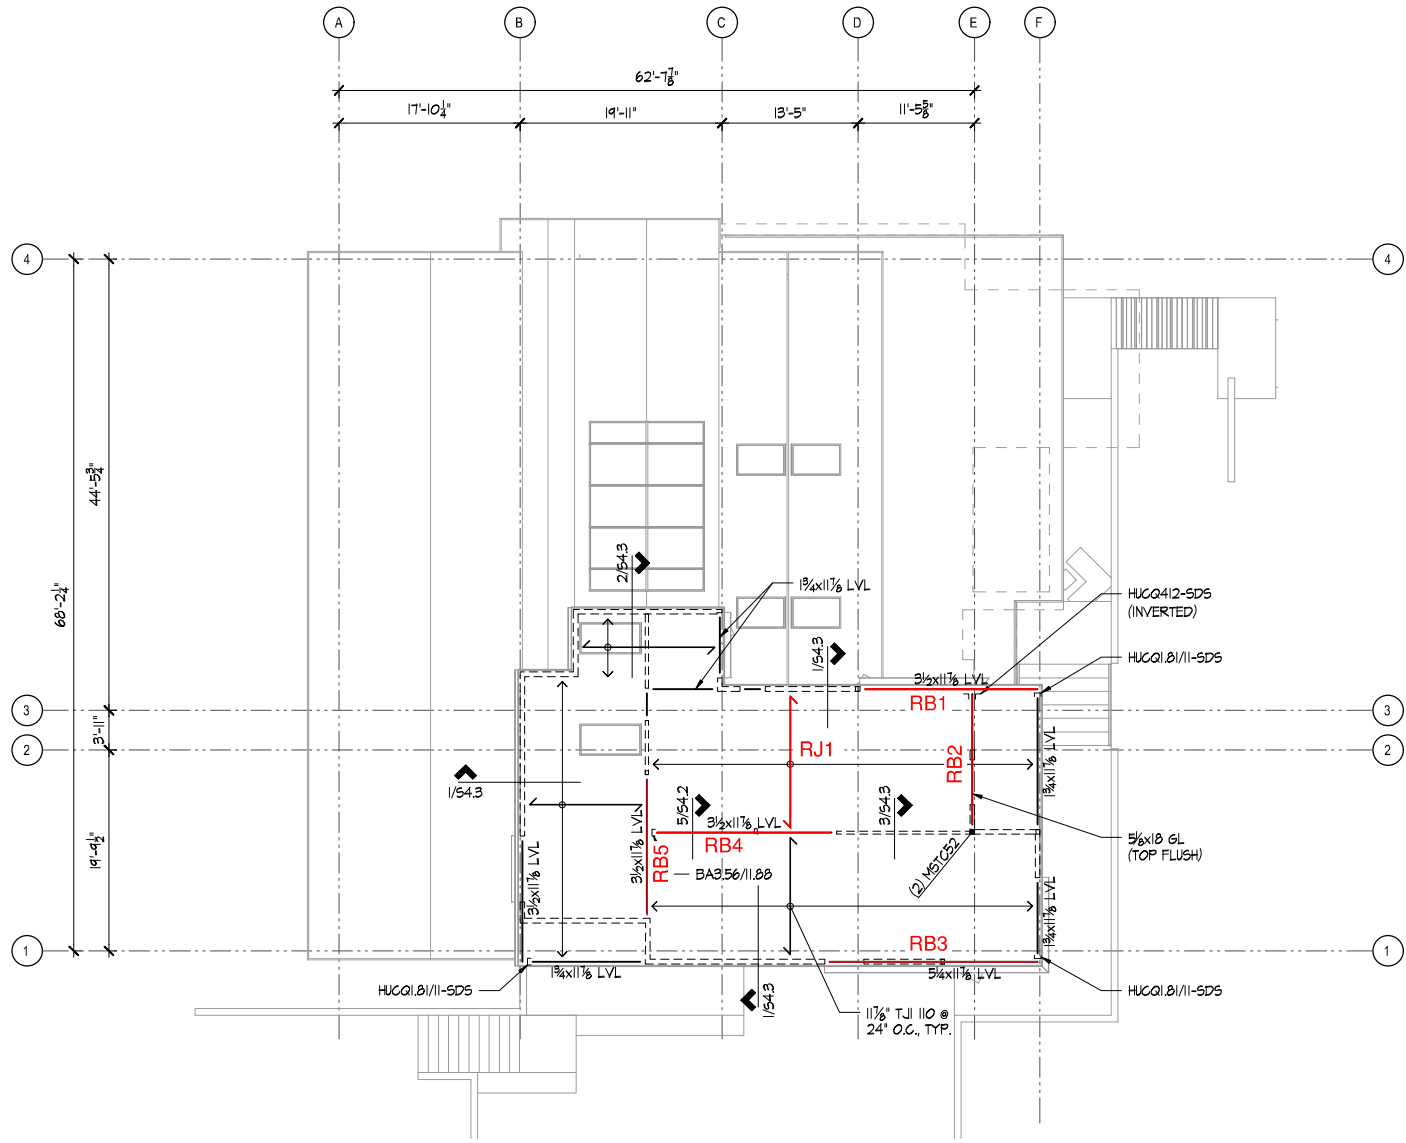 A B C D E F
62'-7⅞"
17'-10¼" 19'-11" 13'-5" 11'-5⅝"
4 4
44'-5¾"
68'-2¼"
2/S4.3
1¾x11⅞ LVL
HUCQ412-SDS
(INVERTED)
1/S4.3
HUCQ1.81/11-SDS
3½x11⅞ LVL
RB1
3 3
3'-11"
RJ1
RB2
2 2
1¾x11⅞ LVL
1/S4.3
5/S4.2
3/S4.3
3½x11⅞ LVL
RB4
5⅛x18 GL
(TOP FLUSH)
19'-9½"
3½x11⅞ LVL
RB5
BA3.56/11.88
(2) MSTC52
3½x11⅞ LVL
1¾x11⅞ LVL
RB3
1 1
1¾x11⅞ LVL
5¼x11⅞ LVL
HUCQ1.81/11-SDS
HUCQ1.81/11-SDS
1/S4.3
11⅞" TJI 110 @
24" O.C., TYP.